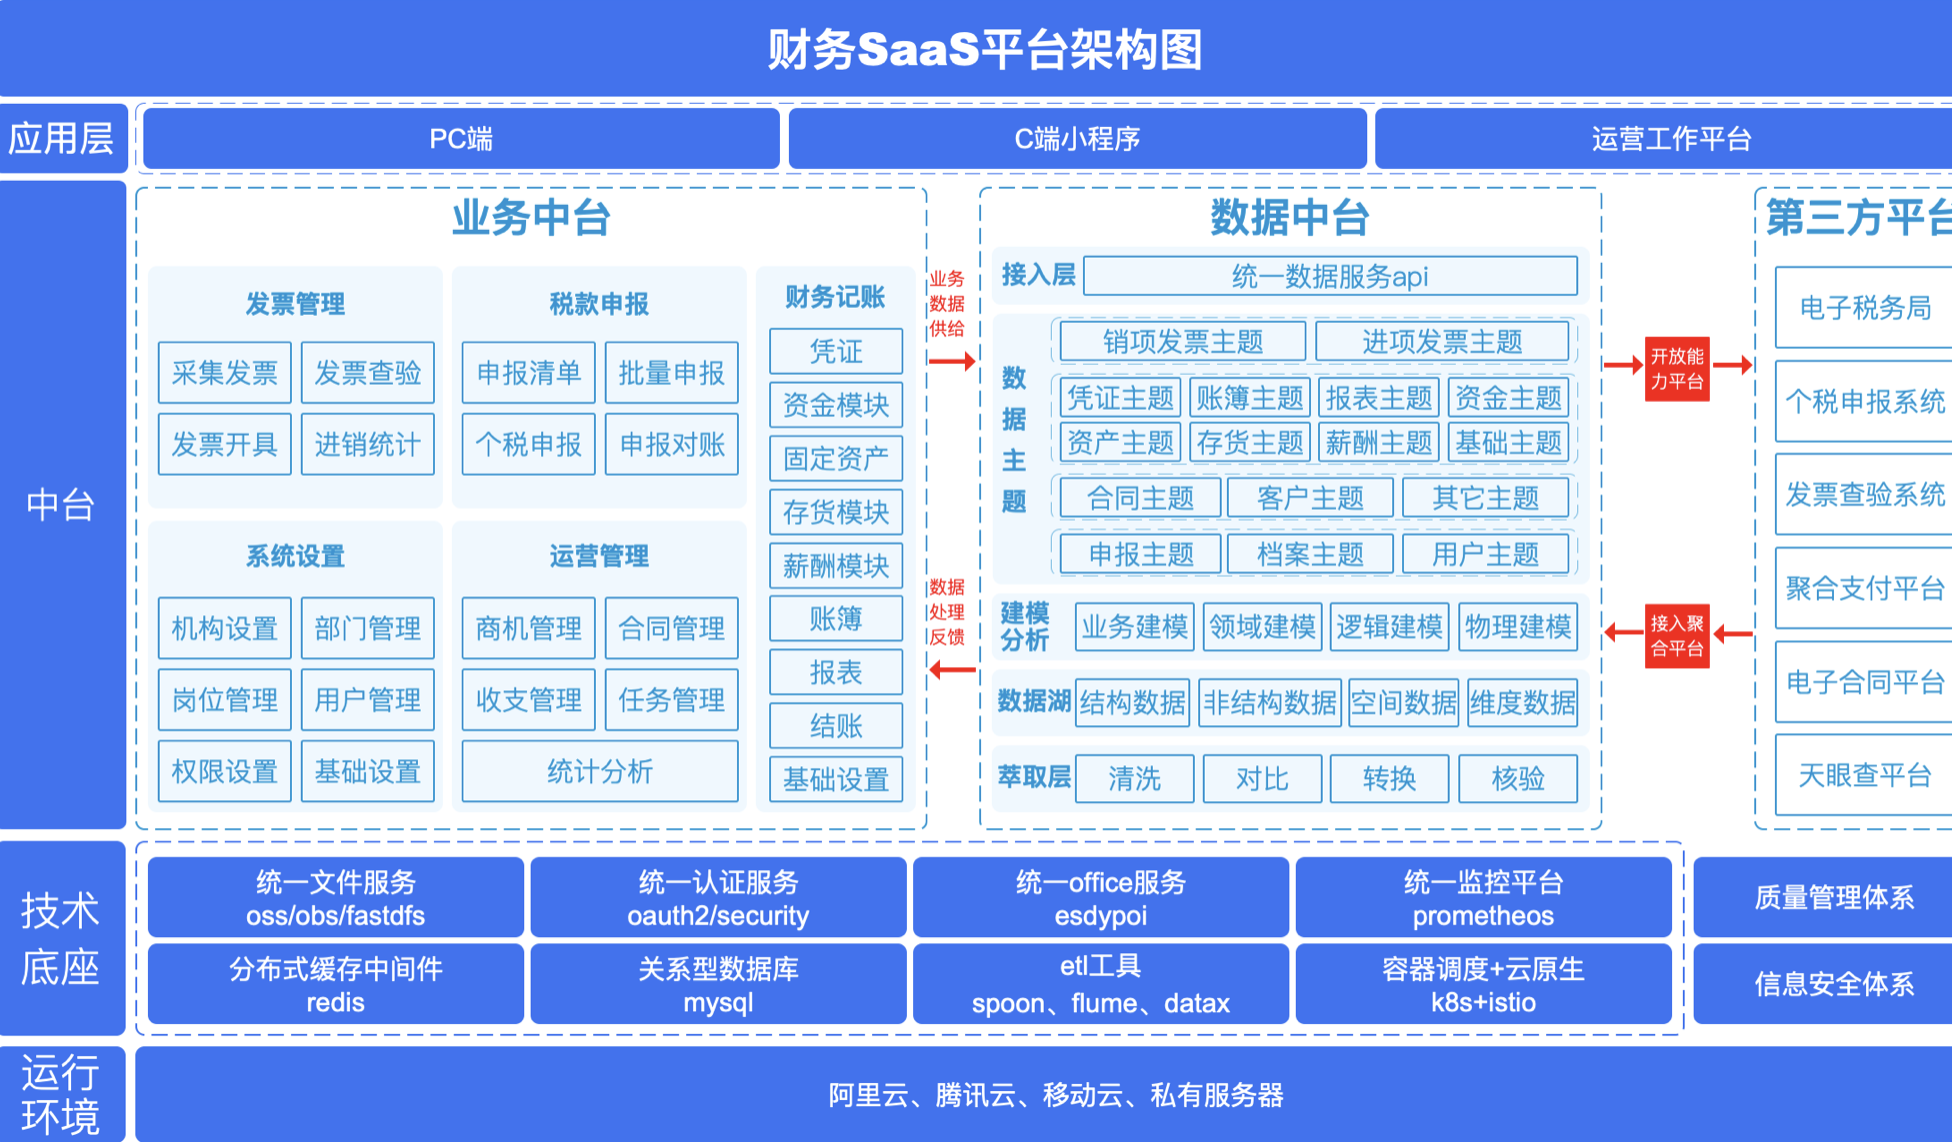 财务SaaS平台架构图
应用层
PC端
C端小程序
运营工作平台
中台
业务中台
发票管理
采集发票
发票查验
发票开具
进销统计
税款申报
申报清单
批量申报
个税申报
申报对账
系统设置
机构设置
部门管理
岗位管理
用户管理
权限设置
基础设置
运营管理
商机管理
合同管理
收支管理
任务管理
统计分析
财务记账
凭证
资金模块
固定资产
存货模块
薪酬模块
账簿
报表
结账
基础设置
业务
数据
供给
数据
处理
反馈
数据中台
接入层
统一数据服务api
数
据
主
题
销项发票主题
进项发票主题
凭证主题
账簿主题
报表主题
资金主题
资产主题
存货主题
薪酬主题
基础主题
合同主题
客户主题
其它主题
申报主题
档案主题
用户主题
建模
分析
业务建模
领域建模
逻辑建模
物理建模
数据湖
结构数据
非结构数据
空间数据
维度数据
萃取层
清洗
对比
转换
核验
开放能
力平台
接入聚
合平台
第三方平台
电子税务局
个税申报系统
发票查验系统
聚合支付平台
电子合同平台
天眼查平台
技术
底座
统一文件服务
oss/obs/fastdfs
统一认证服务
oauth2/security
统一office服务
esdypoi
统一监控平台
prometheos
分布式缓存中间件
redis
关系型数据库
mysql
etl工具
spoon、flume、datax
容器调度+云原生
k8s+istio
质量管理体系
信息安全体系
运行
环境
阿里云、腾讯云、移动云、私有服务器